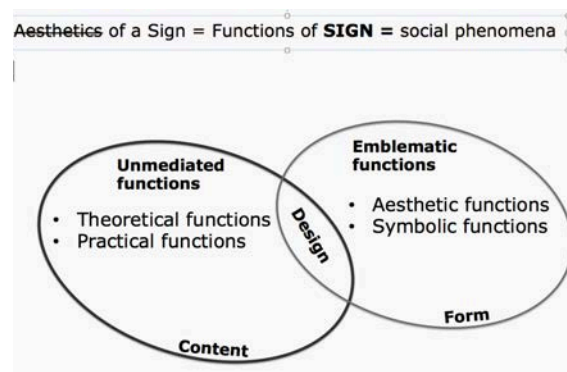 Aesthetics of a Sign = Functions of SIGN = social phenomena
Unmediated
functions
• Theoretical functions
• Practical functions
Content
Design
Emblematic
functions
• Aesthetic functions
• Symbolic functions
Form